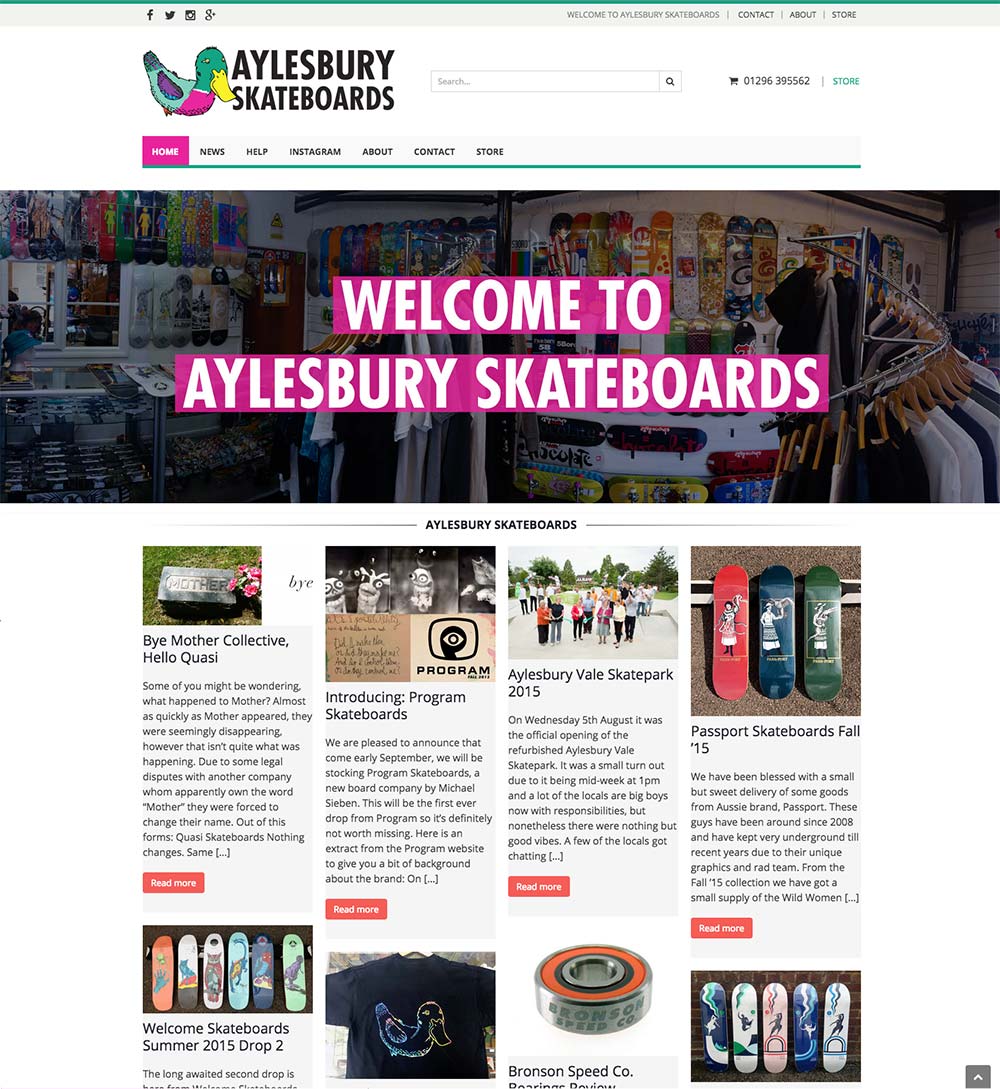 WELCOME TO AYLESBURY SKATEBOARDS | CONTACT | ABOUT | STORE
AYLESBURY
SKATEBOARDS
Search...
01296 395562 | STORE
HOME NEWS HELP INSTAGRAM ABOUT CONTACT STORE
WELCOME TO
AYLESBURY SKATEBOARDS
chocolate
AYLESBURY SKATEBOARDS
MOTHER
bye
Bye Mother Collective,
Hello Quasi
Some of you might be wondering,
what happened to Mother? Almost
as quickly as Mother appeared, they
were seemingly disappearing,
however that isn’t quite what was
happening. Due to some legal
disputes with another company
whom apparently own the word
“Mother” they were forced to
change their name. Out of this
forms: Quasi Skateboards Nothing
changes. Same [...]
Read more
Welcome Skateboards
Summer 2015 Drop 2
The long awaited second drop is
here from Welcome Skateboards
PROGRAM
FALL 2015
Introducing: Program
Skateboards
We are pleased to announce that
come early September, we will be
stocking Program Skateboards, a
new board company by Michael
Sieben. This will be the first ever
drop from Program so it’s definitely
not worth missing. Here is an
extract from the Program website
to give you a bit of background
about the brand: On [...]
Read more
Aylesbury Vale Skatepark
2015
On Wednesday 5th August it was
the official opening of the
refurbished Aylesbury Vale
Skatepark. It was a small turn out
due to it being mid-week at 1pm
and a lot of the locals are big boys
now with responsibilities, but
nonetheless there were nothing but
good vibes. A few of the locals got
chatting [...]
Read more
BRONSON
SPEED CO.
Bronson Speed Co.
Bearings Review
PASS-PORT
PASS-PORT
PASS-PORT
Passport Skateboards Fall
’15
We have been blessed with a small
but sweet delivery of some goods
from Aussie brand, Passport. These
guys have been around since 2008
and have kept very underground till
recent years due to their unique
graphics and rad team. From the
Fall ’15 collection we have got a
small supply of the Wild Women [...]
Read more